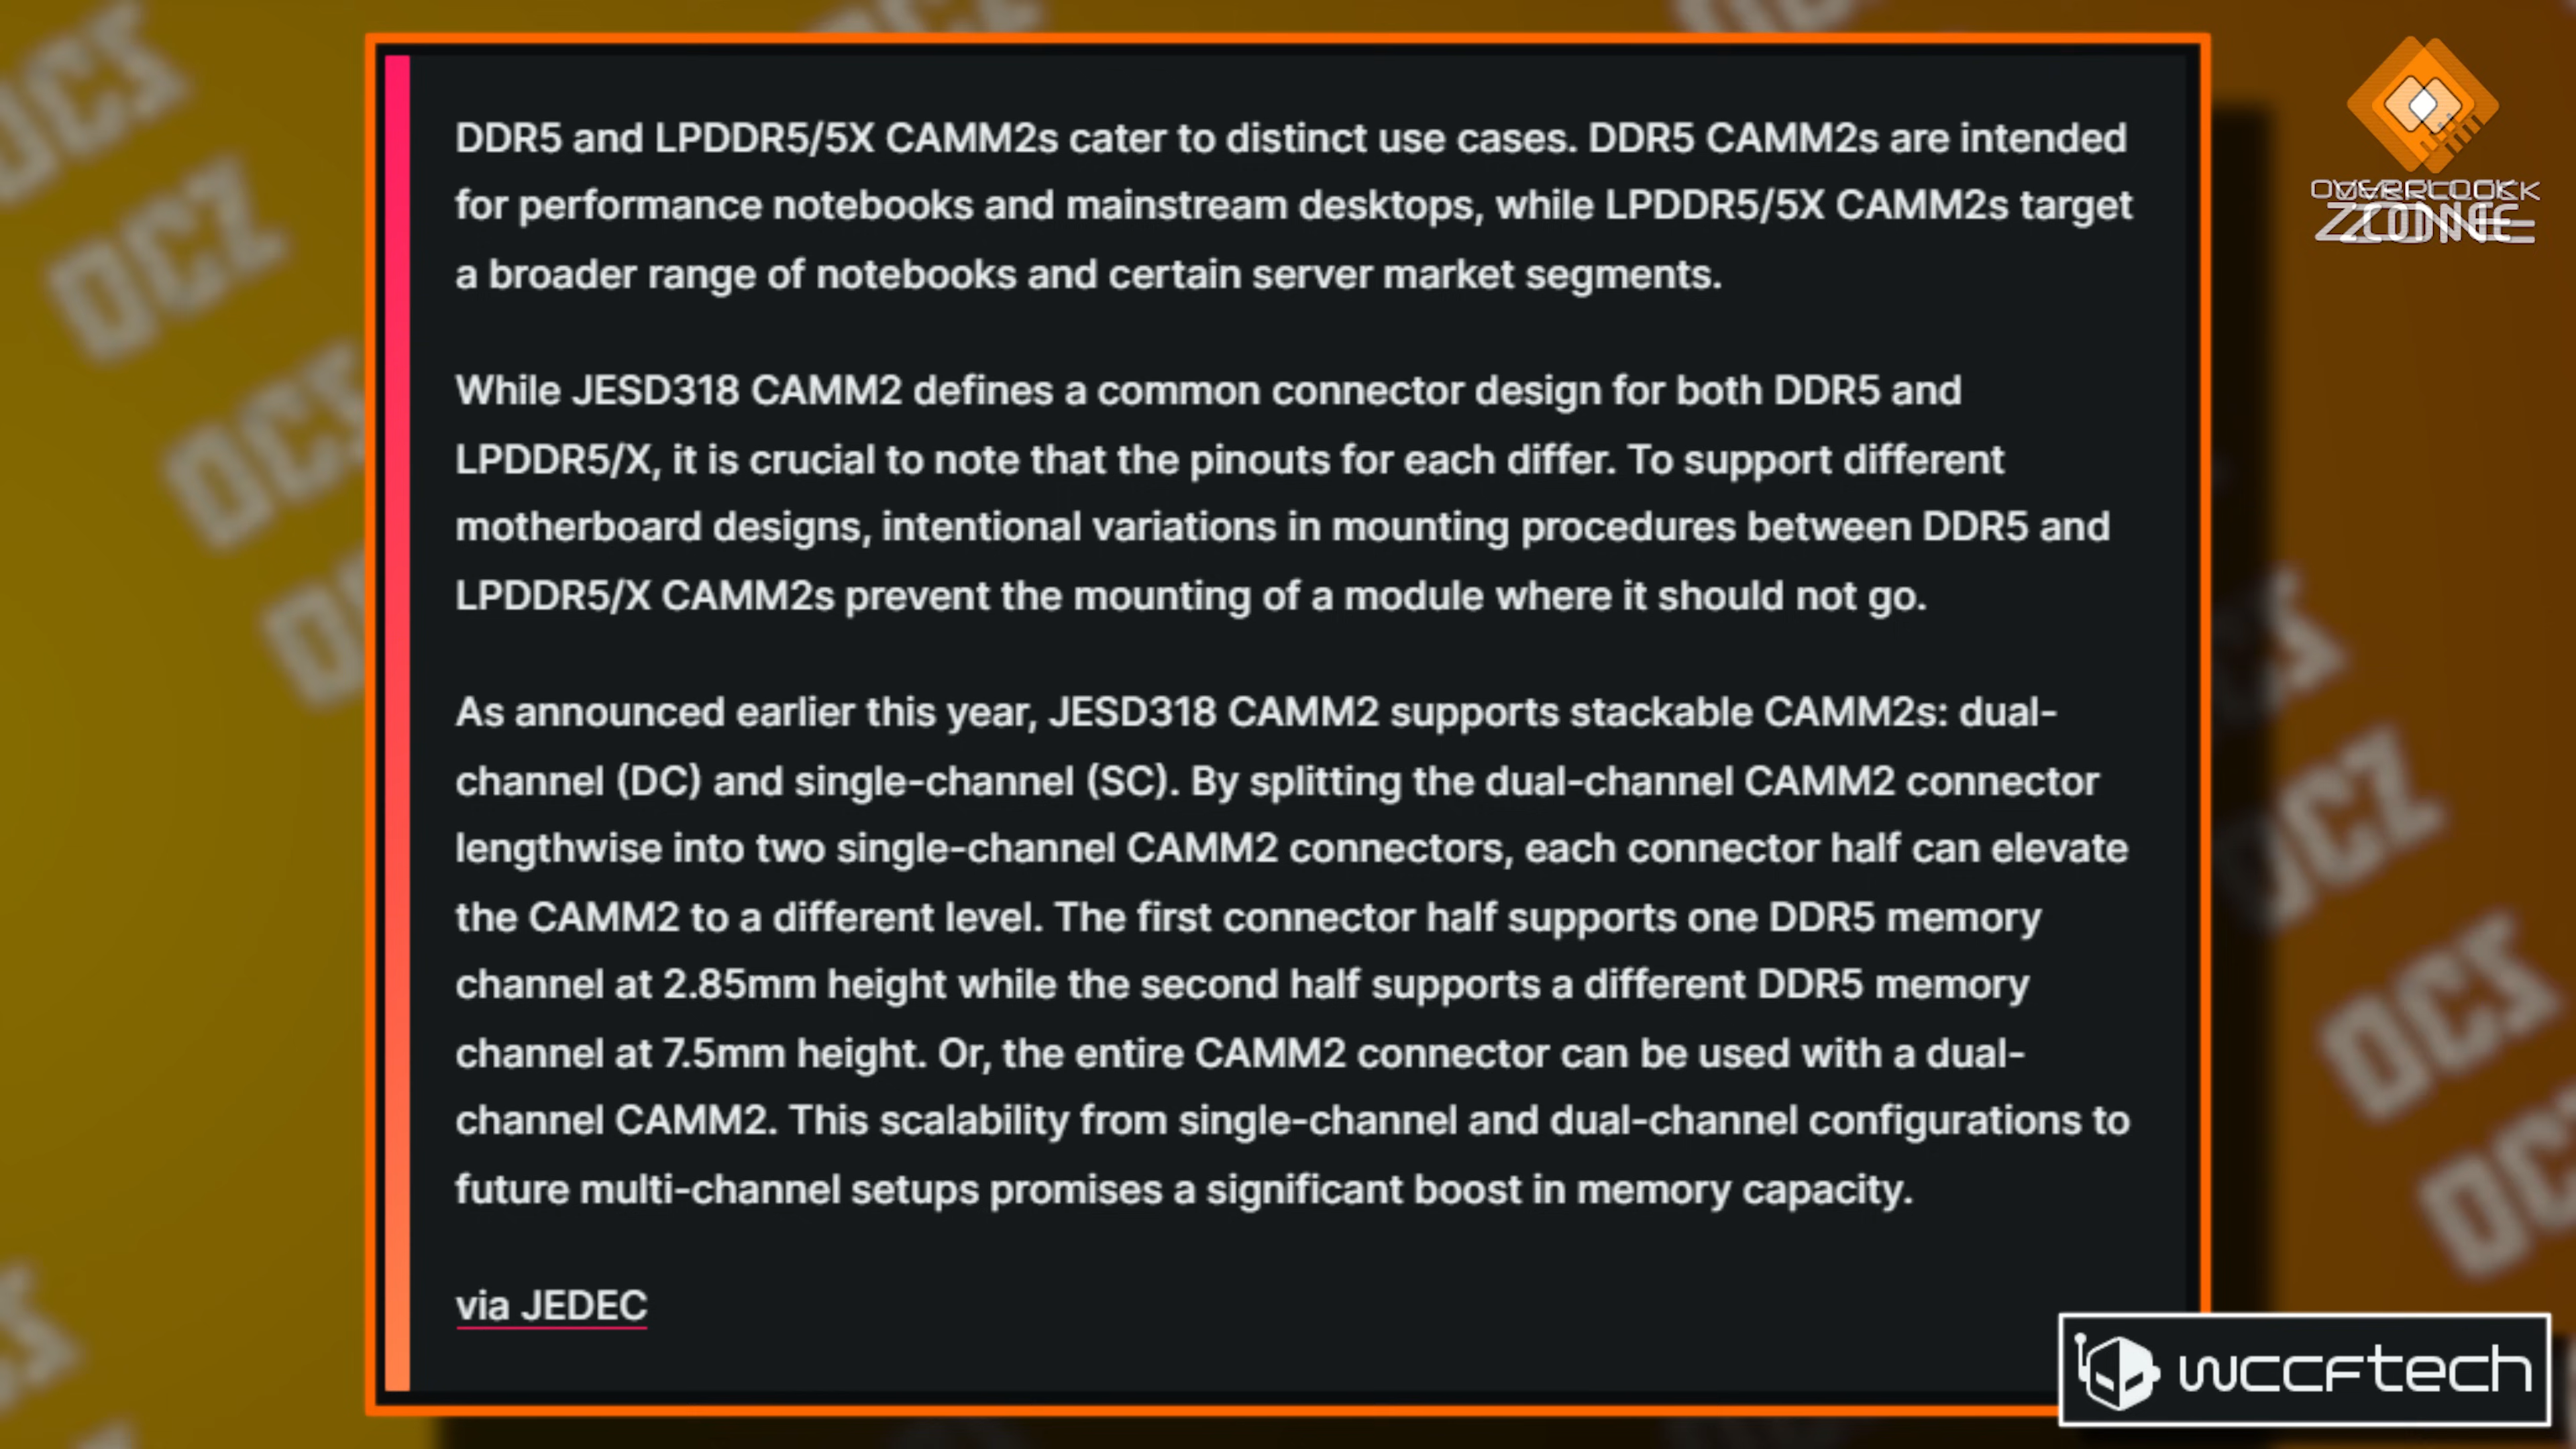 DDR5 and LPDDR5/5X CAMM2s cater to distinct use cases. DDR5 CAMM2s are intended
for performance notebooks and mainstream desktops, while LPDDR5/5X CAMM2s target
a broader range of notebooks and certain server market segments.
While JESD318 CAMM2 defines a common connector design for both DDR5 and
LPDDR5/X, it is crucial to note that the pinouts for each differ. To support different
motherboard designs, intentional variations in mounting procedures between DDR5 and
LPDDR5/X CAMM2s prevent the mounting of a module where it should not go.
As announced earlier this year, JESD318 CAMM2 supports stackable CAMM2s: dual-
channel (DC) and single-channel (SC). By splitting the dual-channel CAMM2 connector
lengthwise into two single-channel CAMM2 connectors, each connector half can elevate
the CAMM2 to a different level. The first connector half supports one DDR5 memory
channel at 2.85mm height while the second half supports a different DDR5 memory
channel at 7.5mm height. Or, the entire CAMM2 connector can be used with a dual-
channel CAMM2. This scalability from single-channel and dual-channel configurations to
future multi-channel setups promises a significant boost in memory capacity.
via JEDEC
OVERCLOCK
ZONE
wccftech
OCZ
OCZ
OCZ